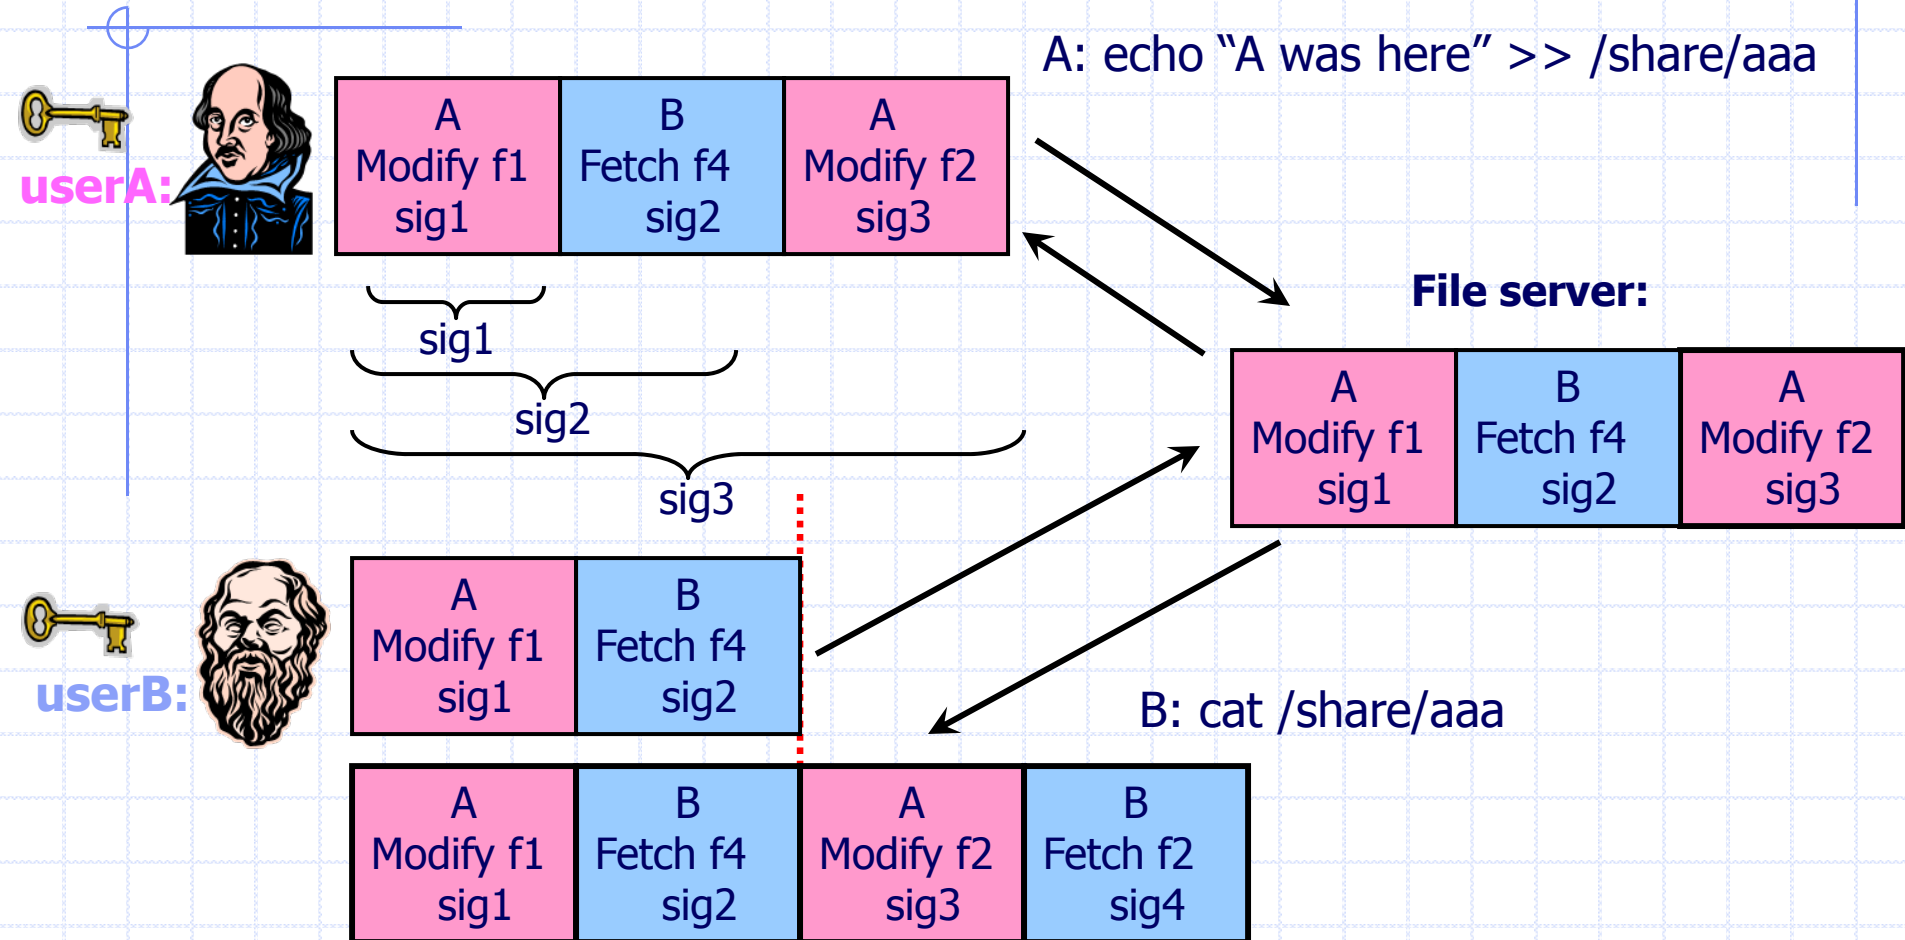 A: echo “A was here” >> /share/aaa
userA:
A
Modify f1
sig1
B
Fetch f4
sig2
A
Modify f2
sig3
sig1
sig2
sig3
File server:
A
Modify f1
sig1
B
Fetch f4
sig2
A
Modify f2
sig3
userB:
A
Modify f1
sig1
B
Fetch f4
sig2
B: cat /share/aaa
A
Modify f1
sig1
B
Fetch f4
sig2
A
Modify f2
sig3
B
Fetch f2
sig4